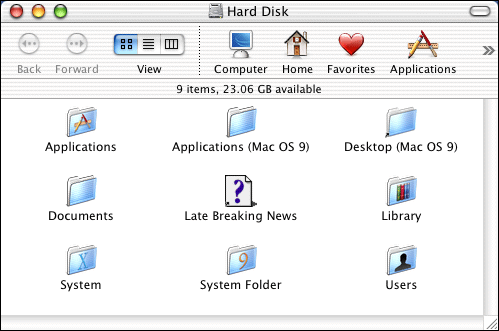 Hard Disk
Back Forward View Computer Home Favorites Applications
9 items, 23.06 GB available
Applications Applications (Mac OS 9) Desktop (Mac OS 9)
Documents Late Breaking News Library
System System Folder Users